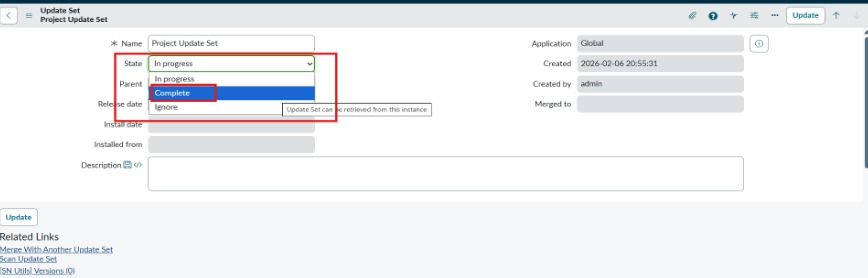 Update Set
Project Update Set
Update
Name Project Update Set
Application Global
State In progress
Created 2026-02-06 20:55:31
In progress
Parent
Created by admin
Complete
Release date
Ignore
Update Set can be retrieved from this instance
Merged to
Install date
Installed from
Description
Update
Related Links
Merge With Another Update Set
Scan Update Set
[SN Utils] Versions (0)